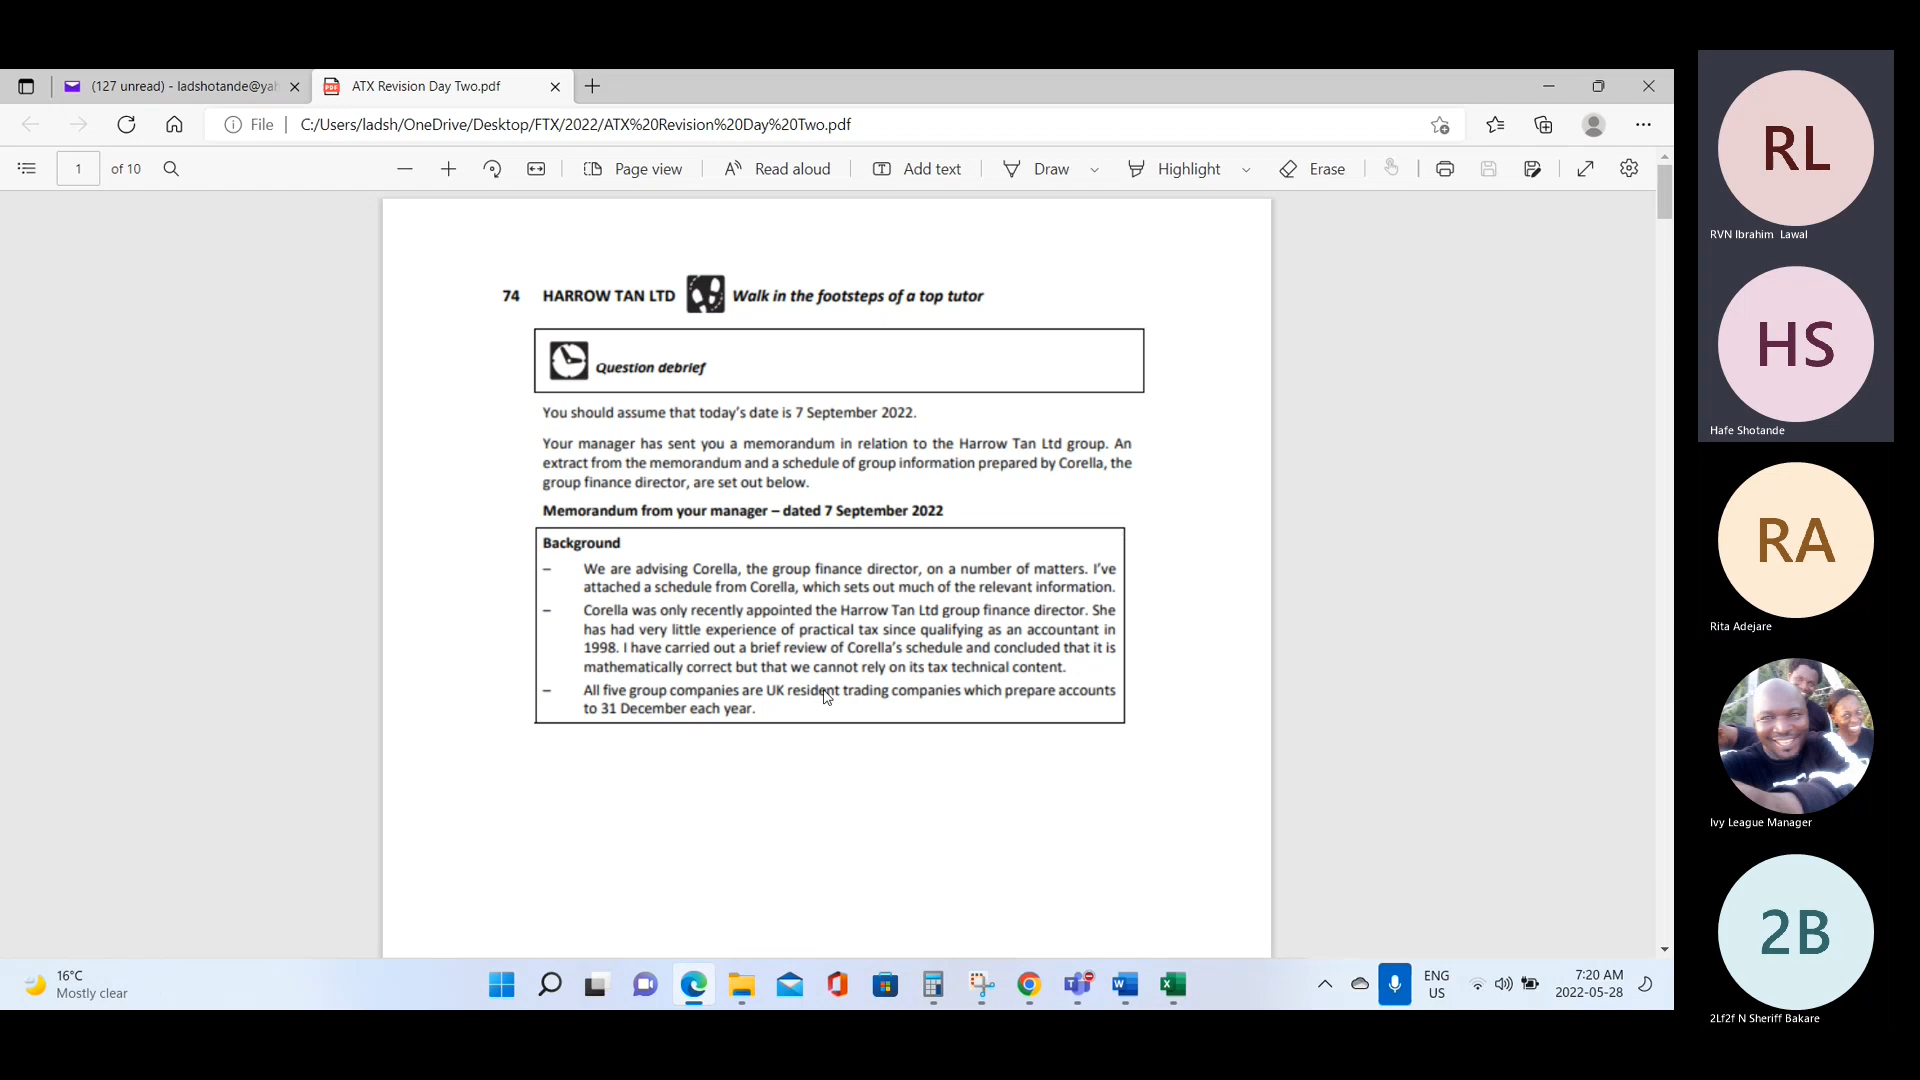 (127 unread) - ladshotande@yah
ATX Revision Day Two.pdf
File
C:/Users/ladsh/OneDrive/Desktop/FTX/2022/ATX%20Revision%20Day%20Two.pdf
1
of 10
Page view
Read aloud
Add text
Draw
Highlight
Erase
74 HARROW TAN LTD Walk in the footsteps of a top tutor
Question debrief
You should assume that today's date is 7 September 2022.
Your manager has sent you a memorandum in relation to the Harrow Tan Ltd group. An
extract from the memorandum and a schedule of group information prepared by Corella, the
group finance director, are set out below.
Memorandum from your manager – dated 7 September 2022
Background
– We are advising Corella, the group finance director, on a number of matters. I've
attached a schedule from Corella, which sets out much of the relevant information.
– Corella was only recently appointed the Harrow Tan Ltd group finance director. She
has had very little experience of practical tax since qualifying as an accountant in
1998. I have carried out a brief review of Corella's schedule and concluded that it is
mathematically correct but that we cannot rely on its tax technical content.
– All five group companies are UK resident trading companies which prepare accounts
to 31 December each year.
16°C
Mostly clear
ENG
US
7:20 AM
2022-05-28
RL
RVN Ibrahim Lawal
HS
Hafe Shotande
RA
Rita Adejare
Ivy League Manager
2B
2Lf2f N Sheriff Bakare